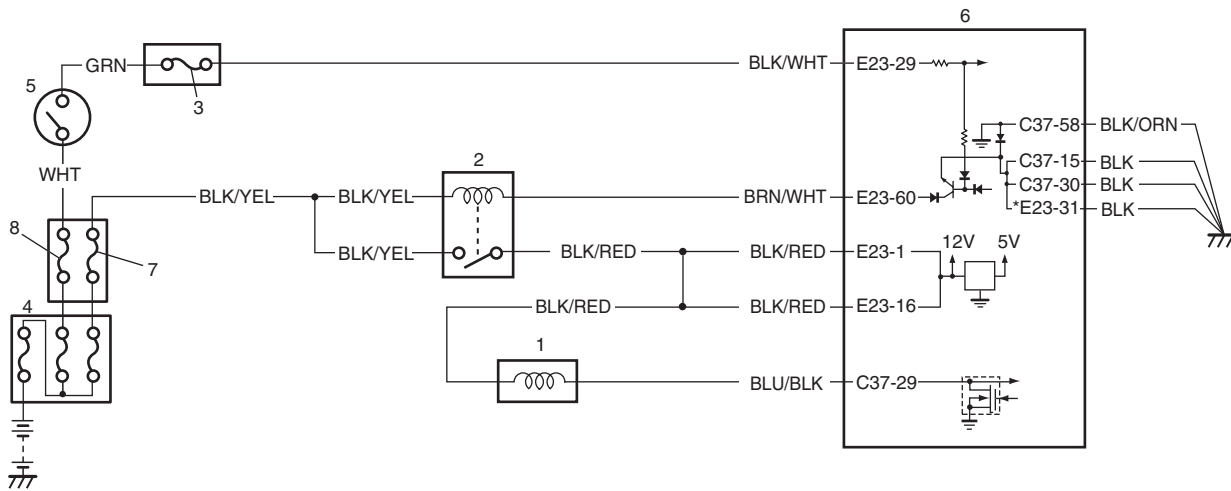 6
GRN
BLK/WHT
E23-29
5
3
C37-58
BLK/ORN
WHT
2
C37-15
BLK
BLK/YEL
BLK/YEL
BRN/WHT
E23-60
C37-30
BLK
*E23-31
BLK
8
7
BLK/YEL
BLK/RED
BLK/RED
E23-1
12V
5V
4
BLK/RED
BLK/RED
E23-16
1
BLU/BLK
C37-29